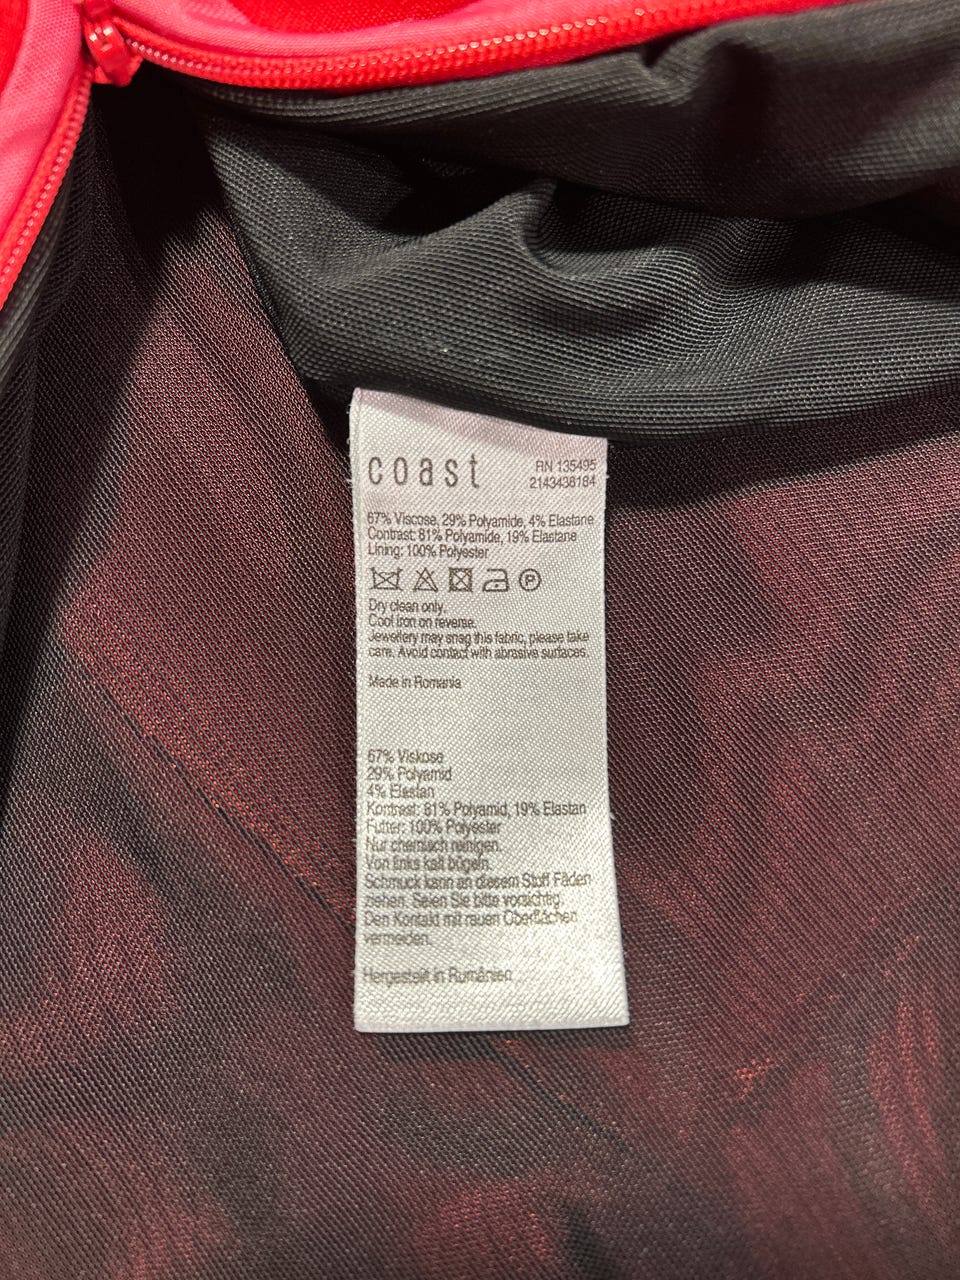 coast
RN 135495
2143438184
67% Viscose, 29% Polyamide, 4% Elastane
Contrast: 81% Polyamide, 19% Elastane
Lining: 100% Polyester
P
Dry clean only.
Cool iron on reverse.
Jewellery may snag this fabric, please take
care. Avoid contact with abrasive surfaces.
Made in Romania
67% Viskose
29% Polyamid
4% Elastan
Kontrast: 81% Polyamid, 19% Elastan
Futter: 100% Polyester
Nur chemisch reinigen.
Von links kalt bügeln.
Schmuck kann an diesem Stoff Fäden
ziehen. Seien Sie bitte vorsichtig.
Den Kontakt mit rauen Oberflächen
vermeiden.
Hergestellt in Rumänien